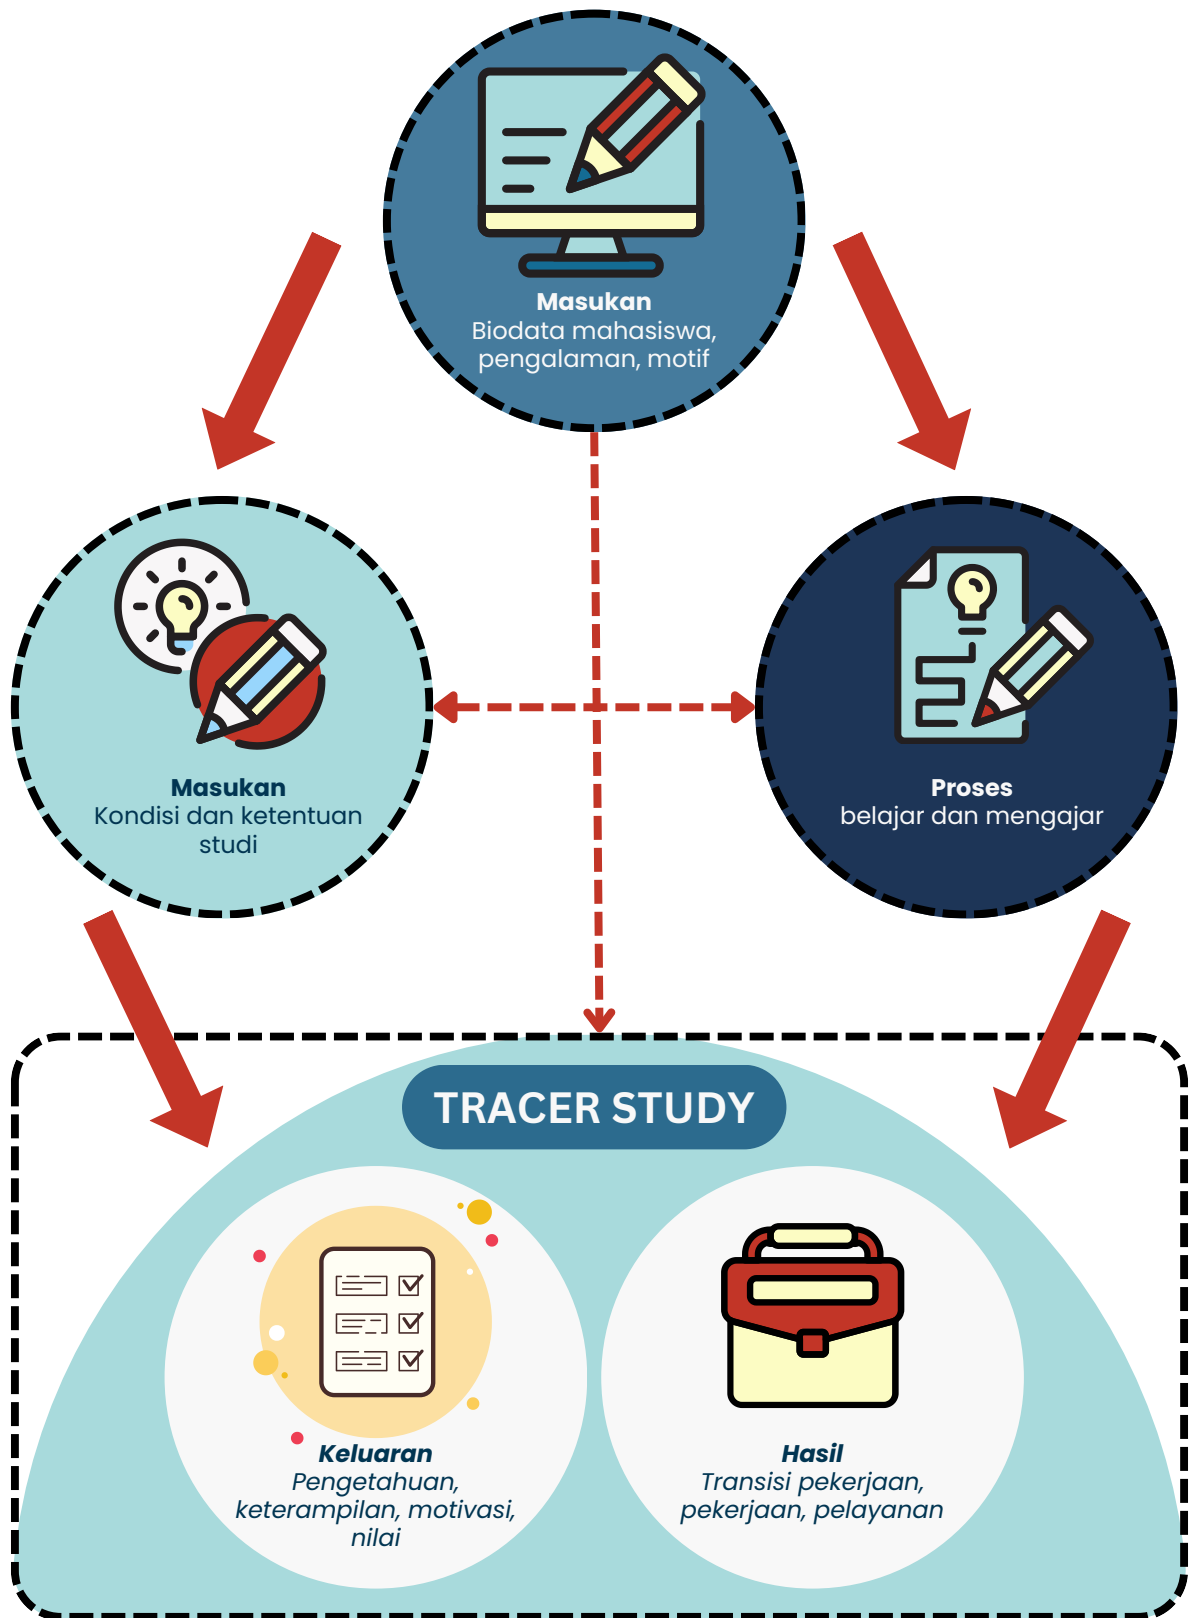 Masukan
Biodata mahasiswa,
pengalaman, motif
Masukan
Kondisi dan ketentuan
studi
Proses
belajar dan mengajar
TRACER STUDY
Keluaran
Pengetahuan,
keterampilan, motivasi,
nilai
Hasil
Transisi pekerjaan,
pekerjaan, pelayanan